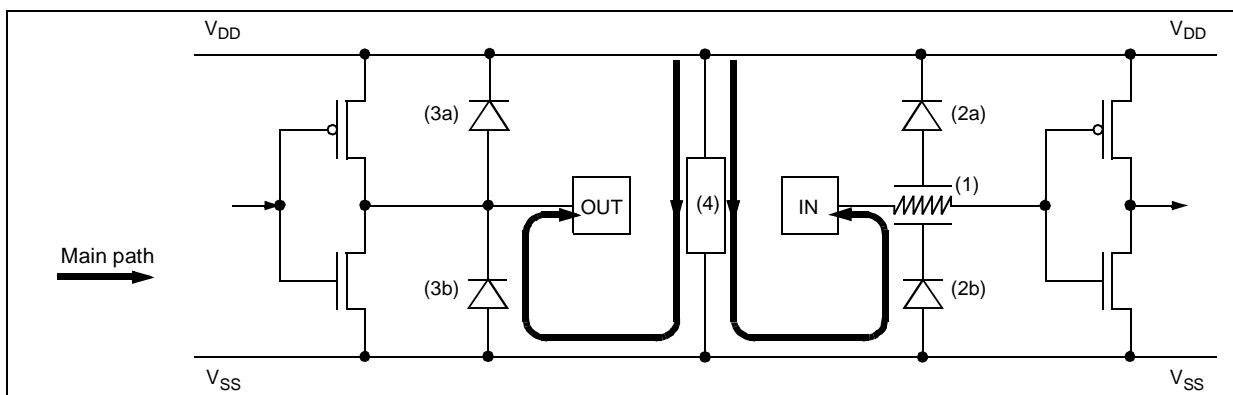 VDD VDD
(3a) (2a)
(1)
OUT (4) IN
Main path
(3b) (2b)
VSS VSS